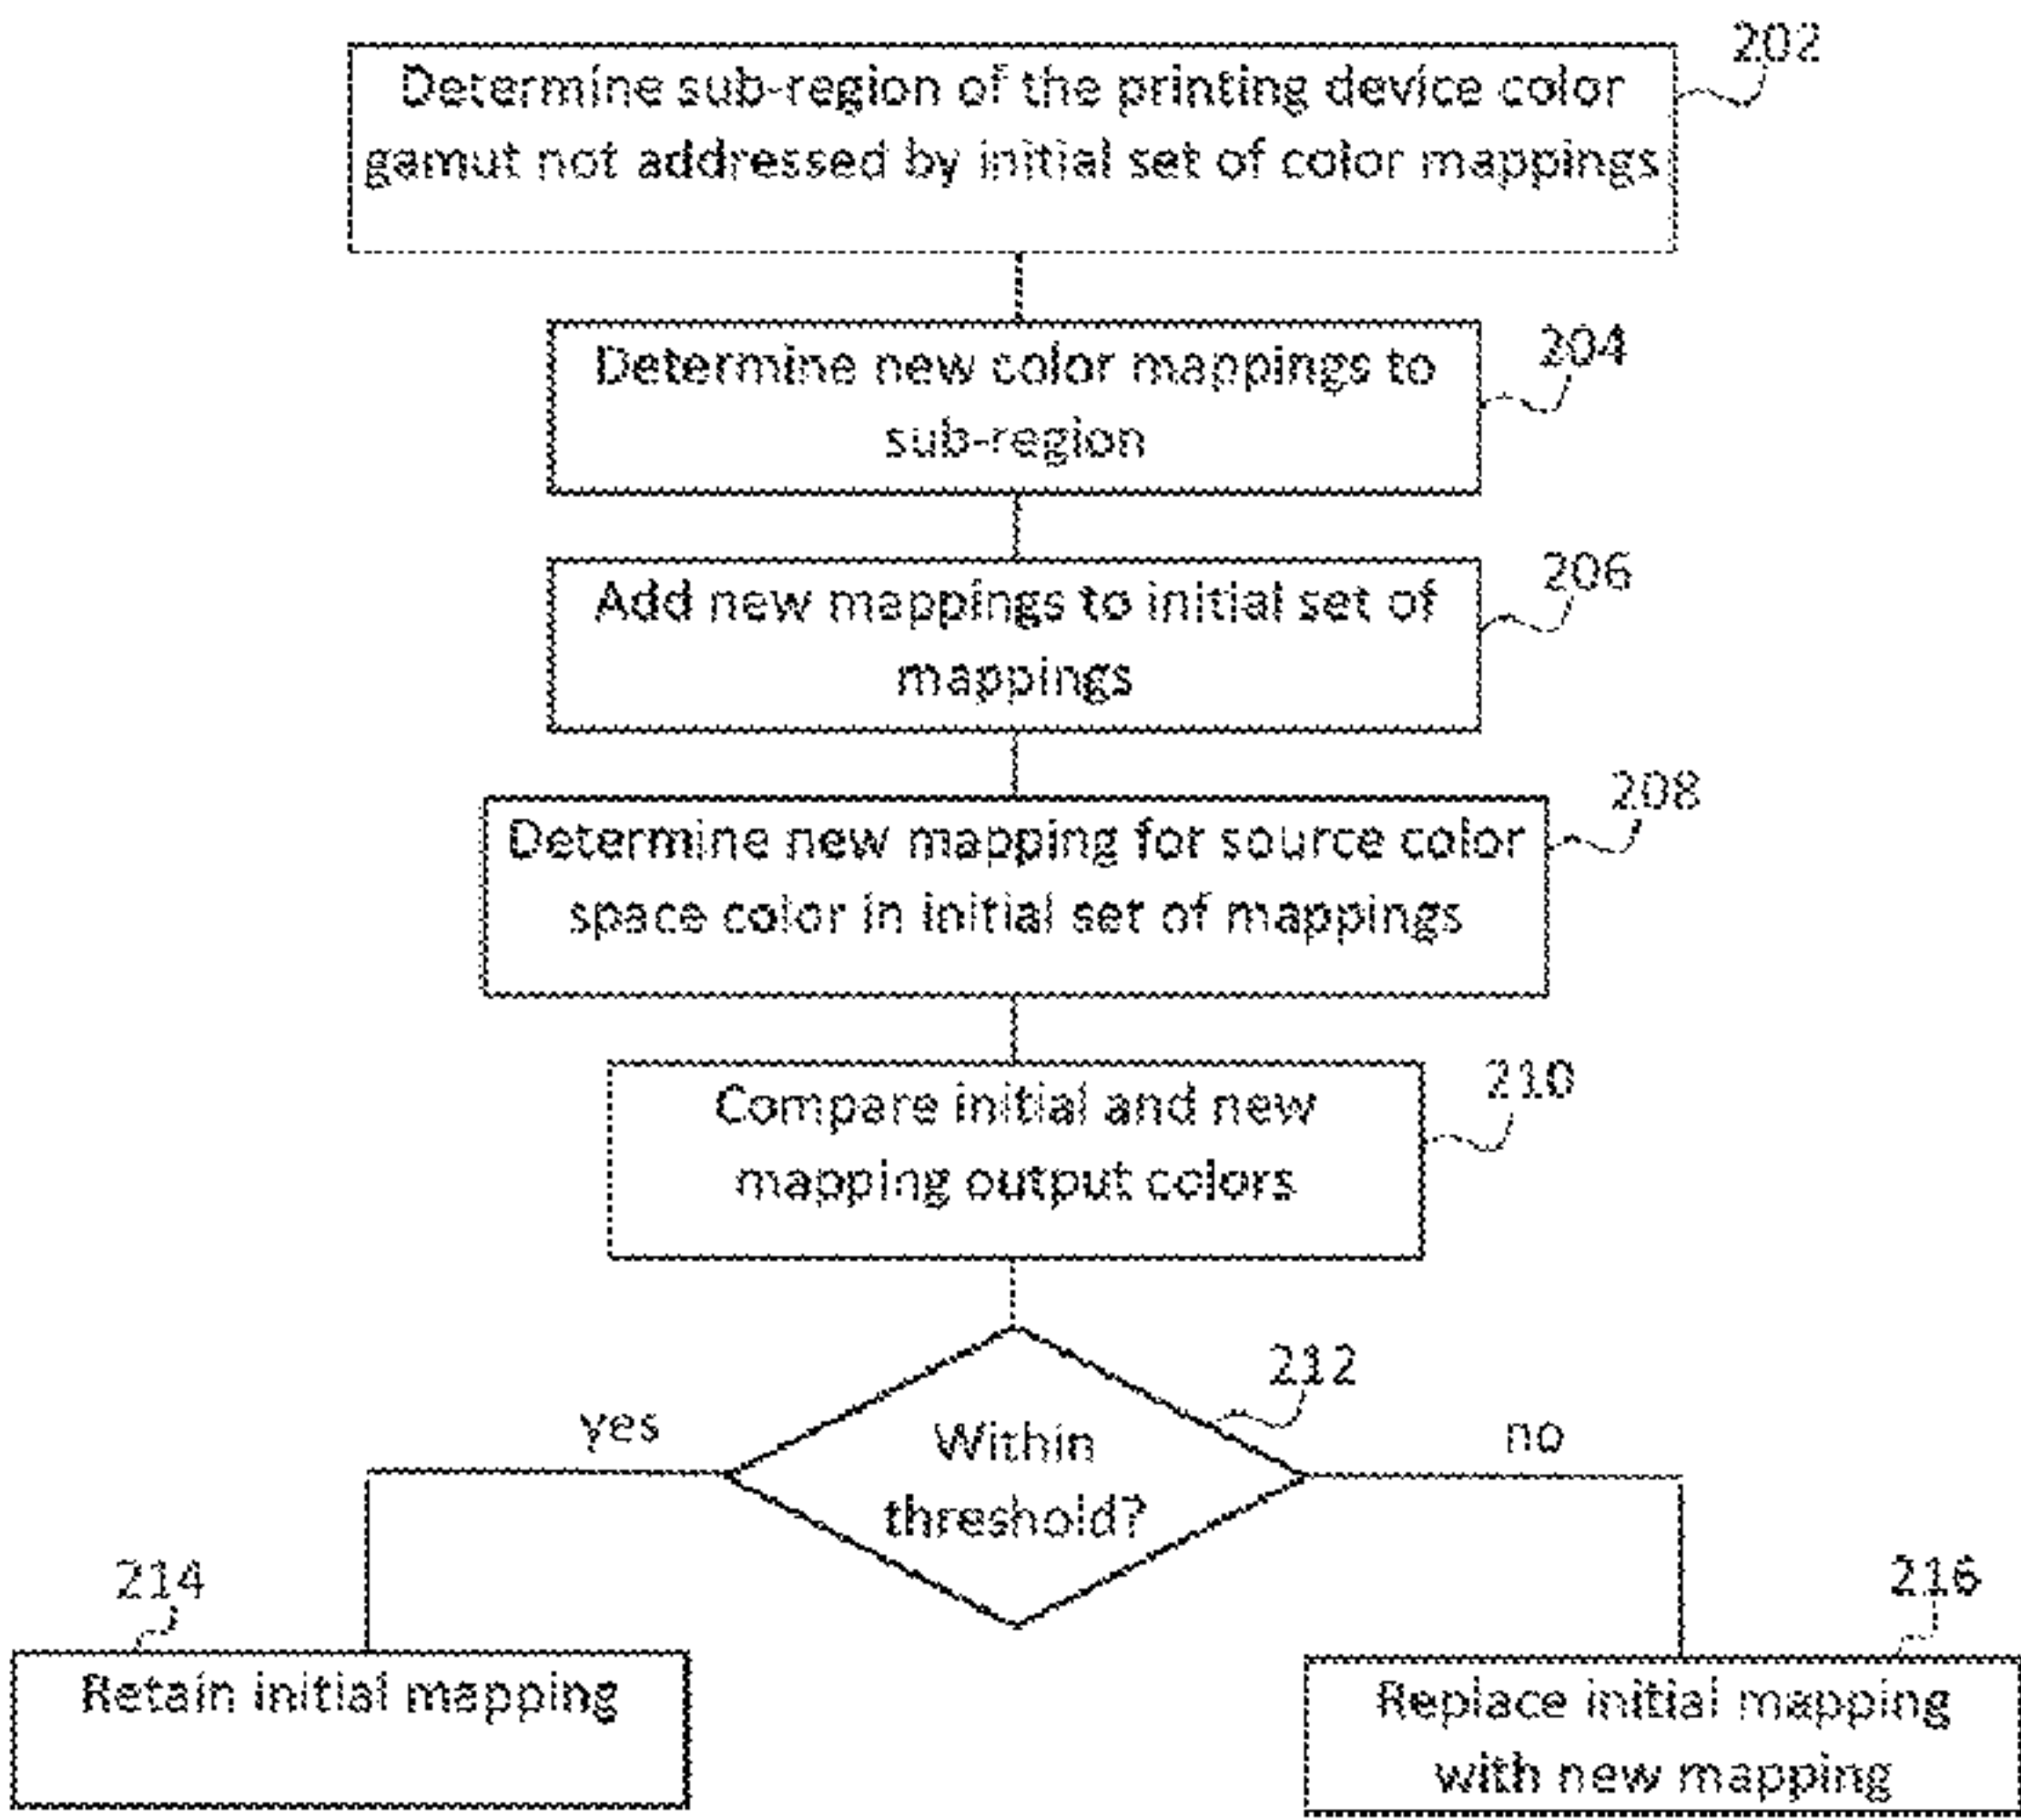 202
Determine sub-region of the printing device color
gamut not addressed by initial set of color mappings
204
Determine new color mappings to
sub-region
206
Add new mappings to initial set of
mappings
208
Determine new mapping for source color
space color in initial set of mappings
210
Compare initial and new
mapping output colors
212
Within
threshold?
yes
no
214
Retain initial mapping
216
Replace initial mapping
with new mapping